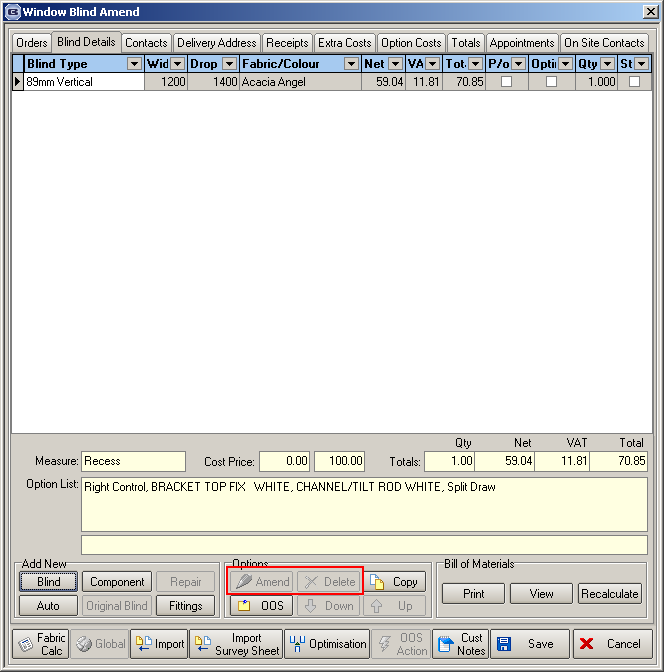 Window Blind Amend
Orders Blind Details Contacts Delivery Address Receipts Extra Costs Option Costs Totals Appointments On Site Contacts
Blind Type Wid Drop Fabric/Colour Net VA Tot P/o Optin Qty St
89mm Vertical 1200 1400 Acacia Angel 59.04 11.81 70.85 1.000
Qty Net VAT Total
Measure: Recess Cost Price: 0.00 100.00 Totals: 1.00 59.04 11.81 70.85
Option List: Right Control, BRACKET TOP FIX WHITE, CHANNEL/TILT ROD WHITE, Split Draw
Add New Options Bill of Materials
Blind Component Repair Amend Delete Copy Print View Recalculate
Auto Original Blind Fittings OOS Down Up
Fabric Calc Global Import Import Survey Sheet Optimisation OOS Action Cust Notes Save Cancel